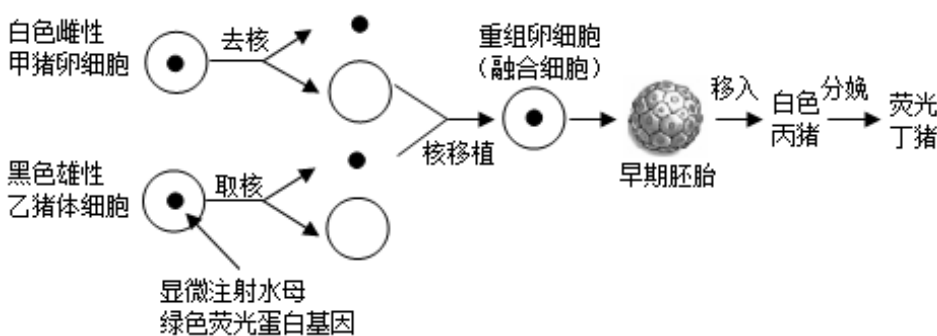 白色雌性
甲猪卵细胞
去核
黑色雄性
乙猪体细胞
取核
显微注射水母
绿色荧光蛋白基因
核移植
重组卵细胞
（融合细胞）
早期胚胎
移入
白色
丙猪
分娩
荧光
丁猪